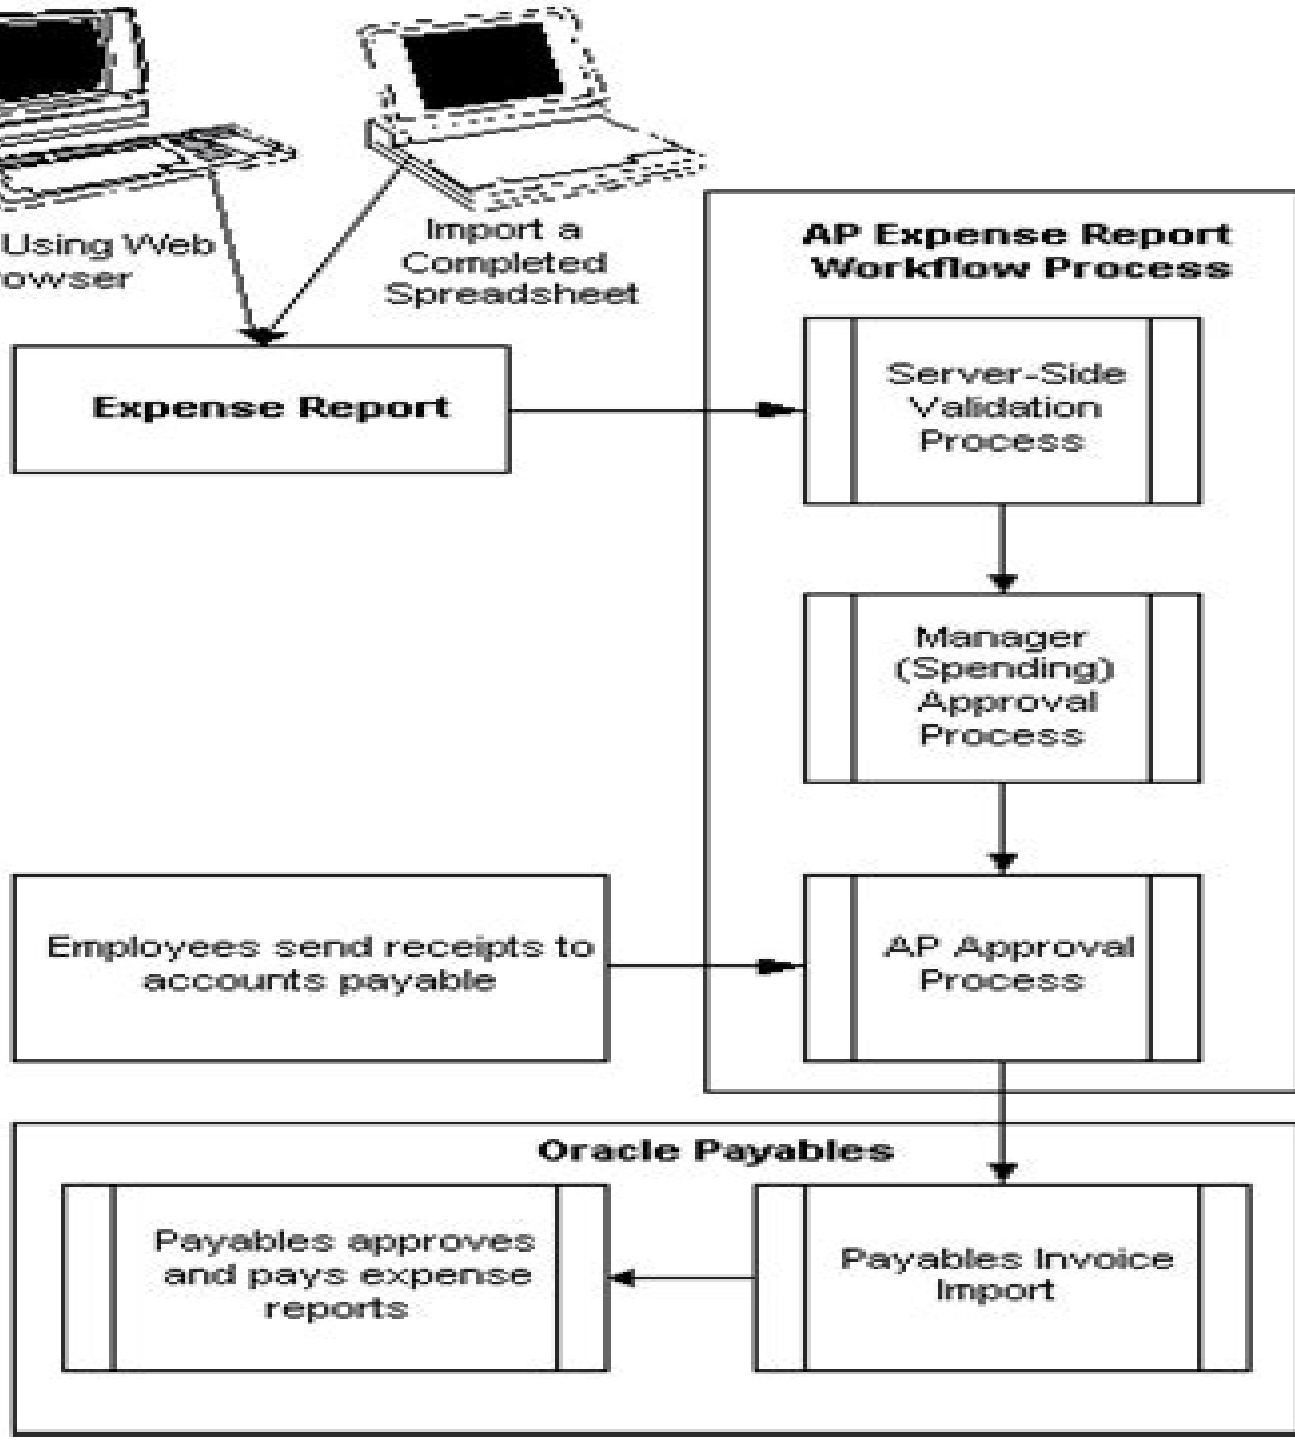 Using Web
rowser
Import a
Completed
Spreadsheet
AP Expense Report
Workflow Process
Expense Report
Server-Side
Validation
Process
Manager
(Spending)
Approval
Process
Employees send receipts to
accounts payable
AP Approval
Process
Oracle Payables
Payables approves
and pays expense
reports
Payables Invoice
Import